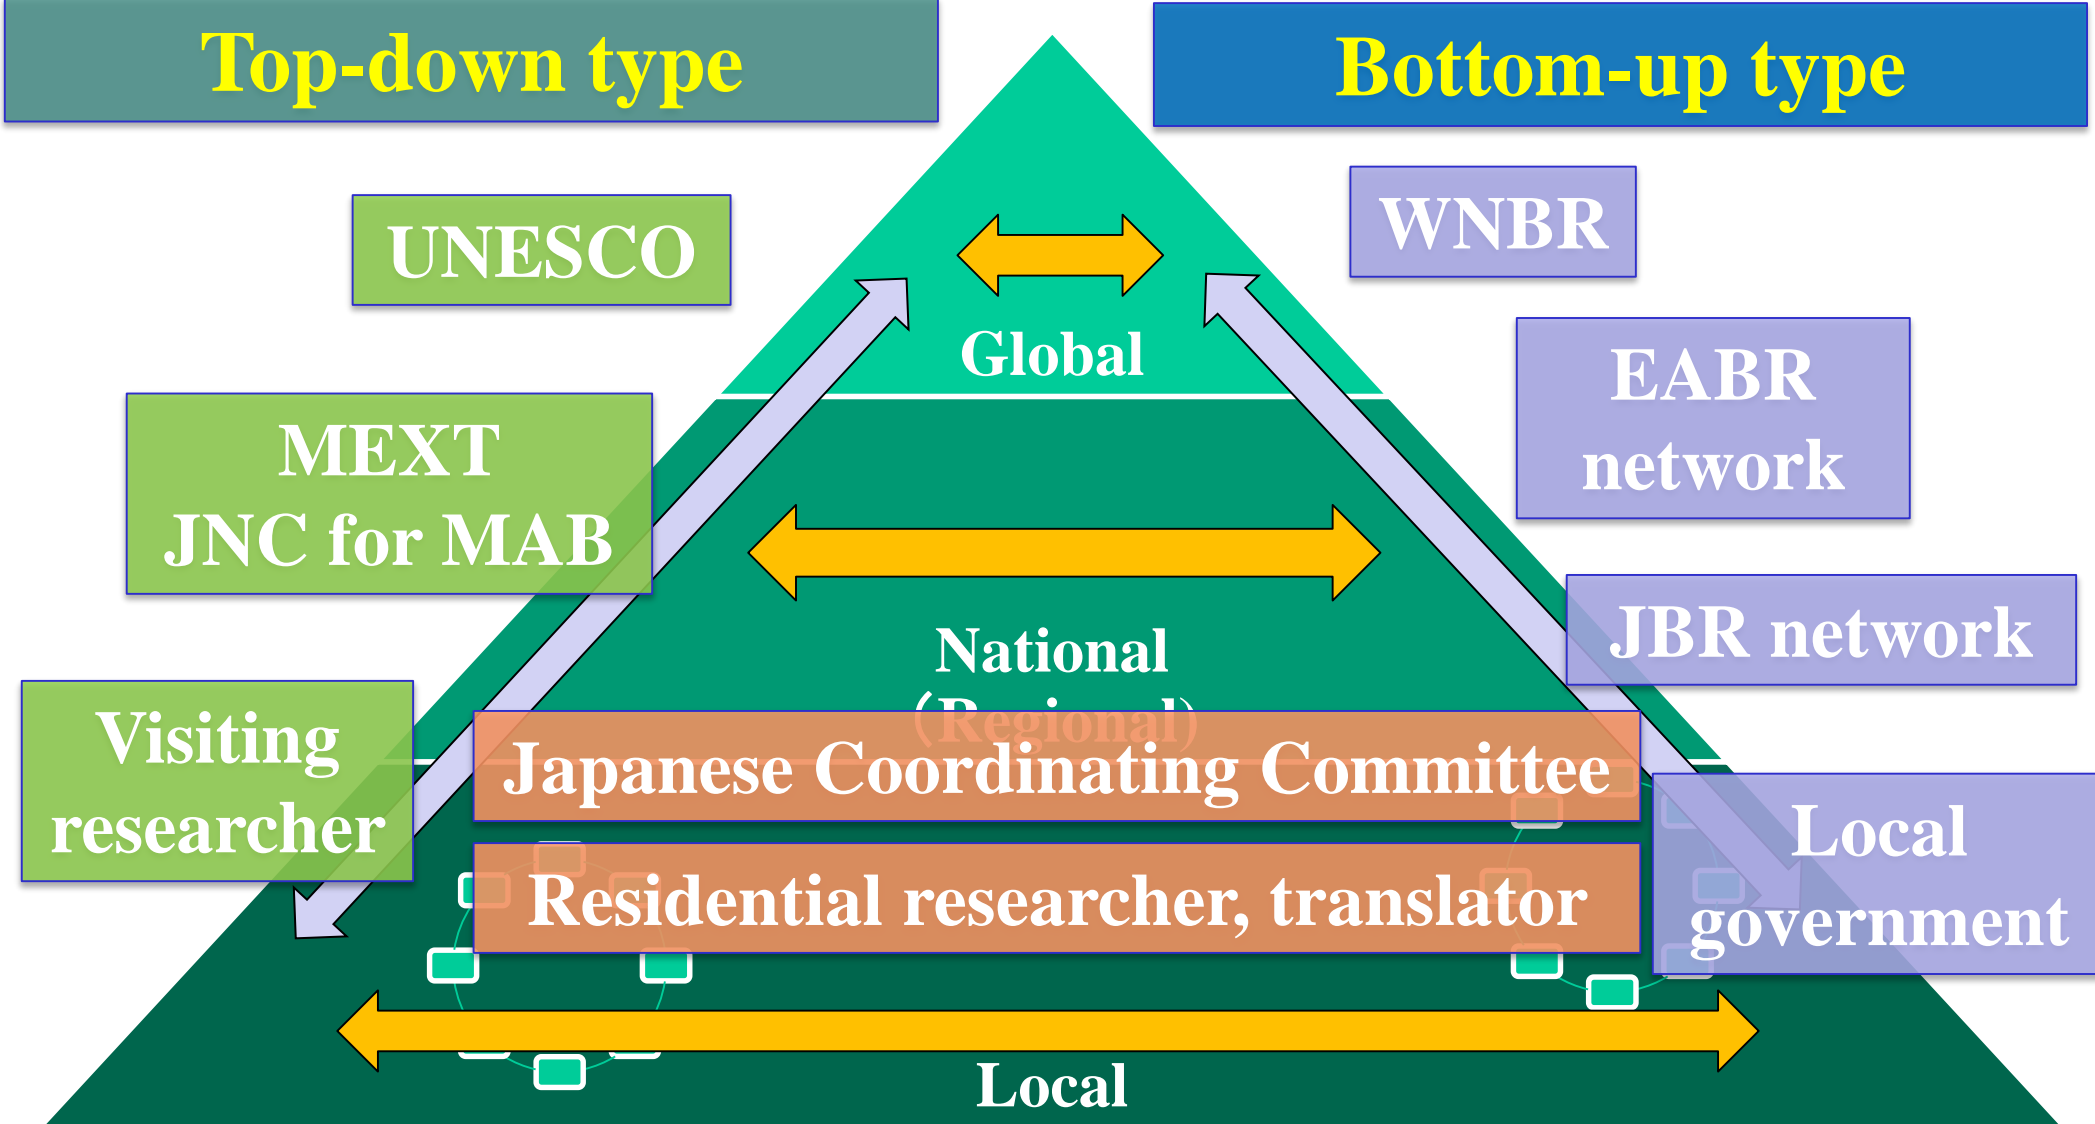 Top-down type
Bottom-up type
UNESCO
WNBR
Global
EABR
network
MEXT
JNC for MAB
JBR network
National
（Regional)
Visiting
researcher
Japanese Coordinating Committee
Residential researcher, translator
Local
government
Local